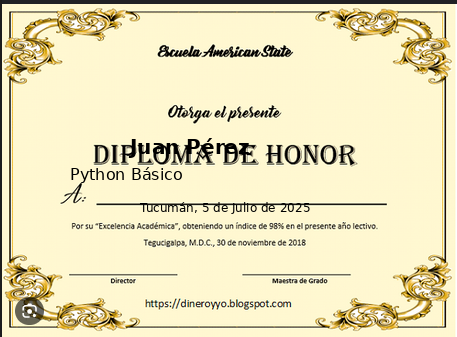 Escuela American State
Otorga el presente
Juan Pérez
DIPLOMA DE HONOR
Python Básico
A:
Tucumán, 5 de julio de 2025
Por su “Excelencia Académica”, obteniendo un índice de 98% en el presente año lectivo.
Tegucigalpa, M.D.C., 30 de noviembre de 2018
Director
Maestra de Grado
https://dineroyyo.blogspot.com